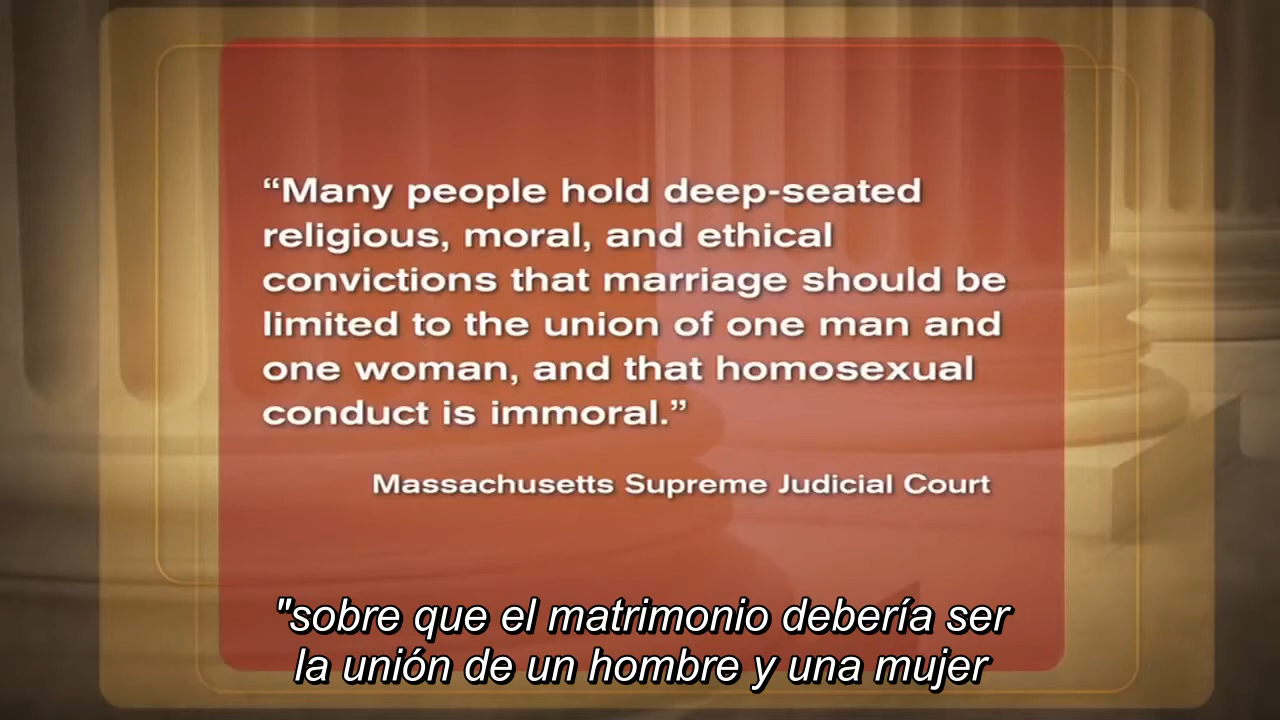 “Many people hold deep-seated
religious, moral, and ethical
convictions that marriage should be
limited to the union of one man and
one woman, and that homosexual
conduct is immoral.”
Massachusetts Supreme Judicial Court
"sobre que el matrimonio debería ser
la unión de un hombre y una mujer